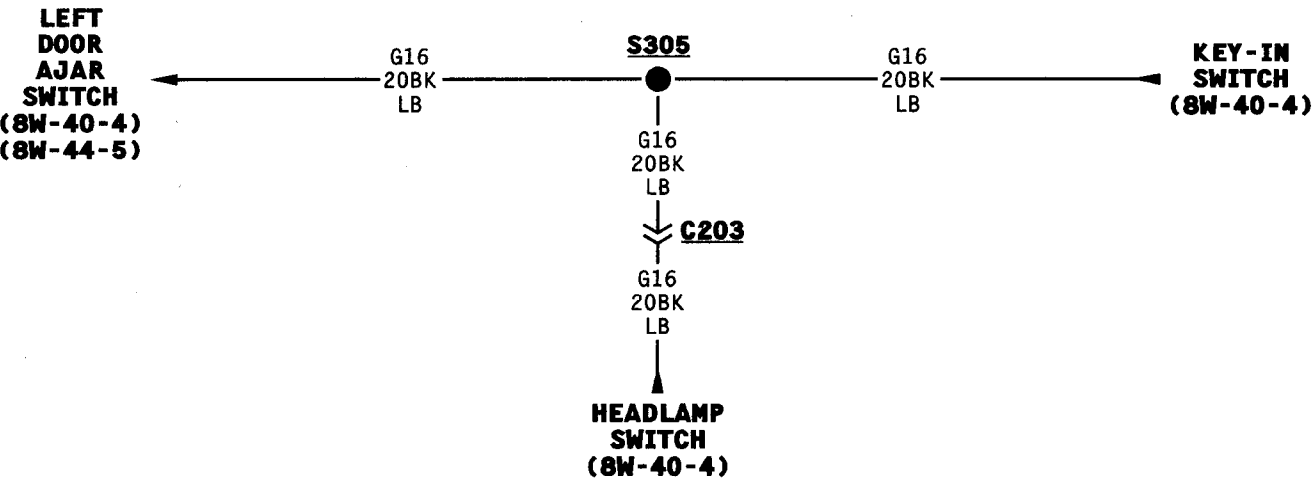 LEFT
DOOR
AJAR
SWITCH
(8W-40-4)
(8W-44-5)
G16
20BK
LB
S305
G16
20BK
LB
KEY-IN
SWITCH
(8W-40-4)
G16
20BK
LB
C203
G16
20BK
LB
HEADLAMP
SWITCH
(8W-40-4)